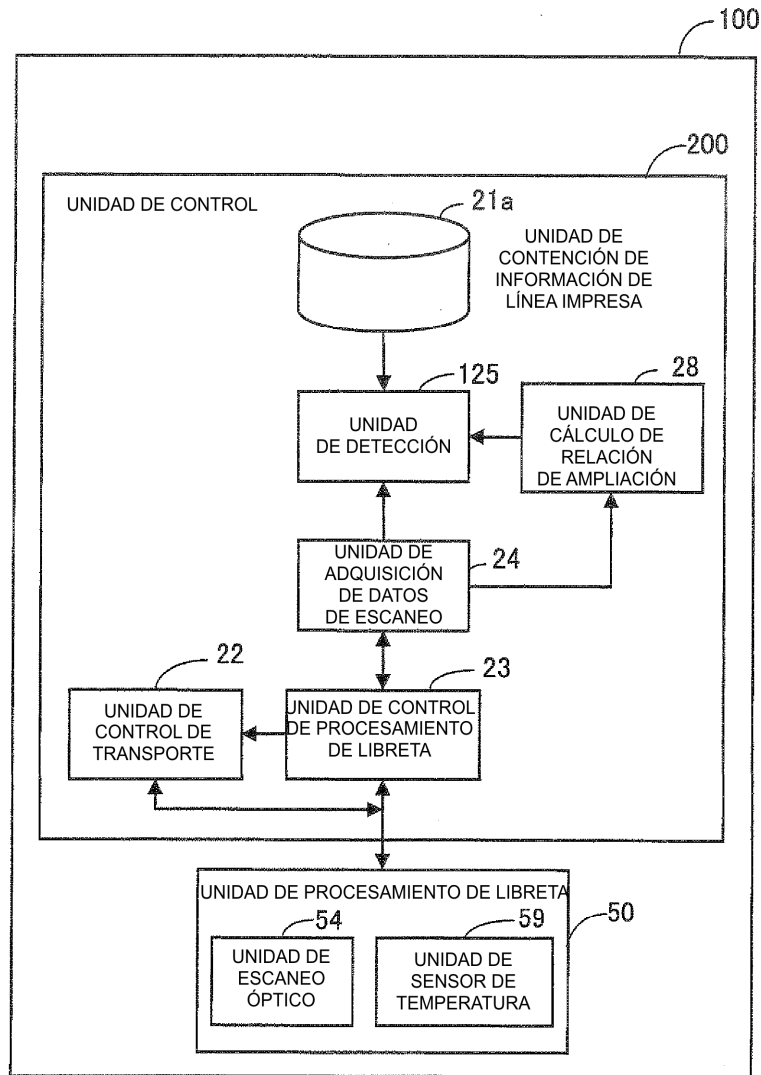 100
200
UNIDAD DE CONTROL
21a
UNIDAD DE
CONTENCIÓN DE
INFORMACIÓN DE
LÍNEA IMPRESA
125
UNIDAD
DE DETECCIÓN
28
UNIDAD DE
CÁLCULO DE
RELACIÓN
DE AMPLIACIÓN
UNIDAD DE
ADQUISICIÓN
DE DATOS
DE ESCANEO
24
22
UNIDAD DE
CONTROL DE
TRANSPORTE
23
UNIDAD DE CONTROL
DE PROCESAMIENTO
DE LIBRETA
UNIDAD DE PROCESAMIENTO DE LIBRETA
50
54
UNIDAD DE
ESCANEO
ÓPTICO
59
UNIDAD DE
SENSOR DE
TEMPERATURA